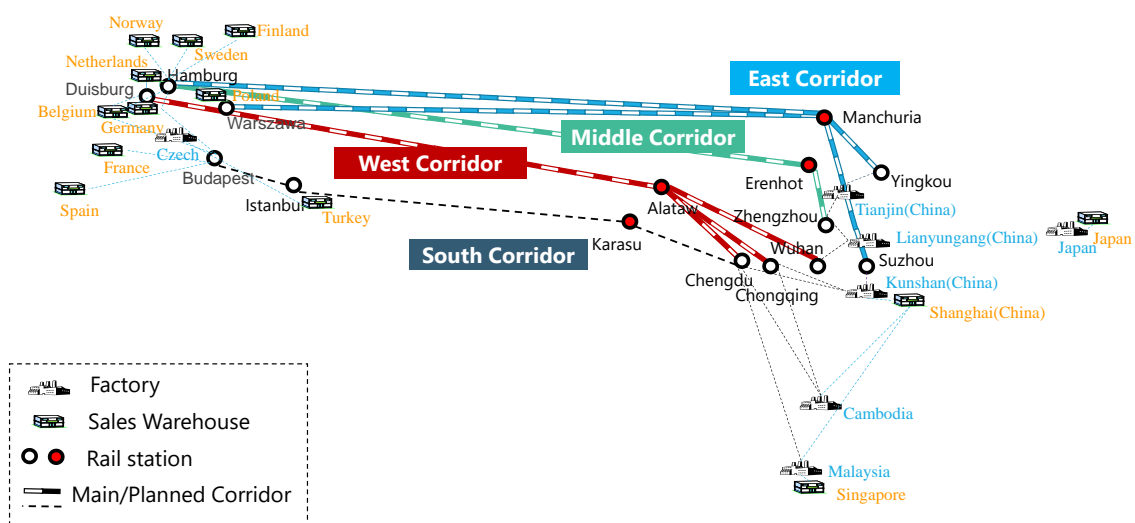 Norway
Finland
Sweden
Netherlands
Hamburg
Duisburg
Poland
Belgium
Germany
Warszawa
Czech
France
Budapest
Spain
Istanbul
Turkey
East Corridor
Manchuria
Middle Corridor
West Corridor
Erenhot
Yingkou
Alataw
Zhengzhou
Tianjin(China)
Karasu
Wuhan
Lianyungang(China)
Japan
Japan
South Corridor
Chengdu
Suzhou
Chongqing
Kunshan(China)
Shanghai(China)
Cambodia
Malaysia
Singapore
Factory
Sales Warehouse
Rail station
Main/Planned Corridor